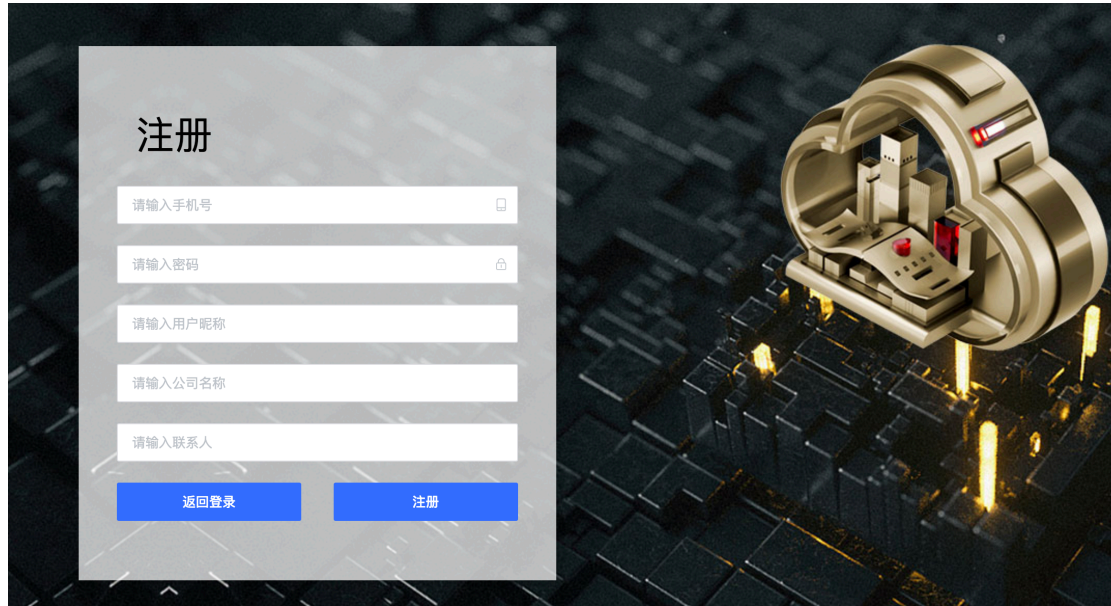 注册
请输入手机号
请输入密码
请输入用户昵称
请输入公司名称
请输入联系人
返回登录 注册